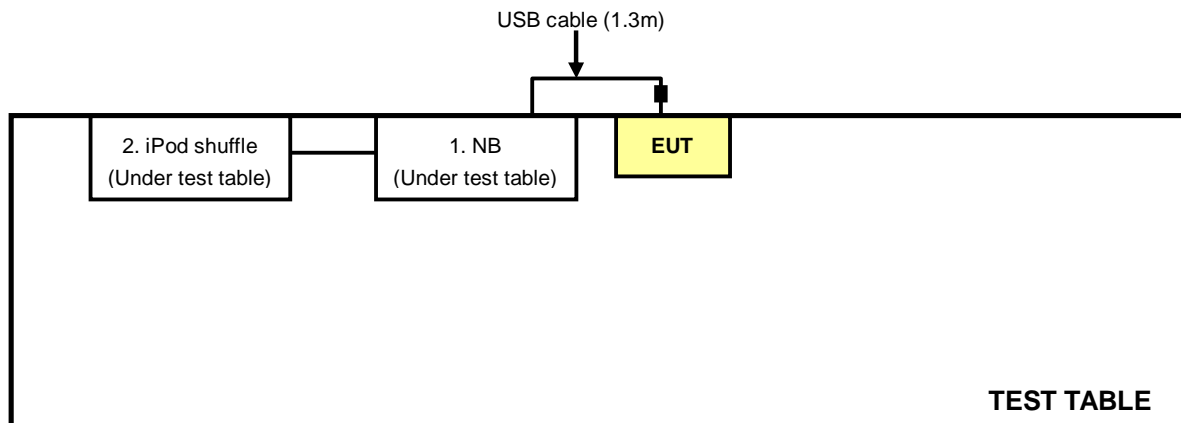 USB cable (1.3m)
2. iPod shuffle
(Under test table)
1. NB
(Under test table)
EUT
TEST TABLE